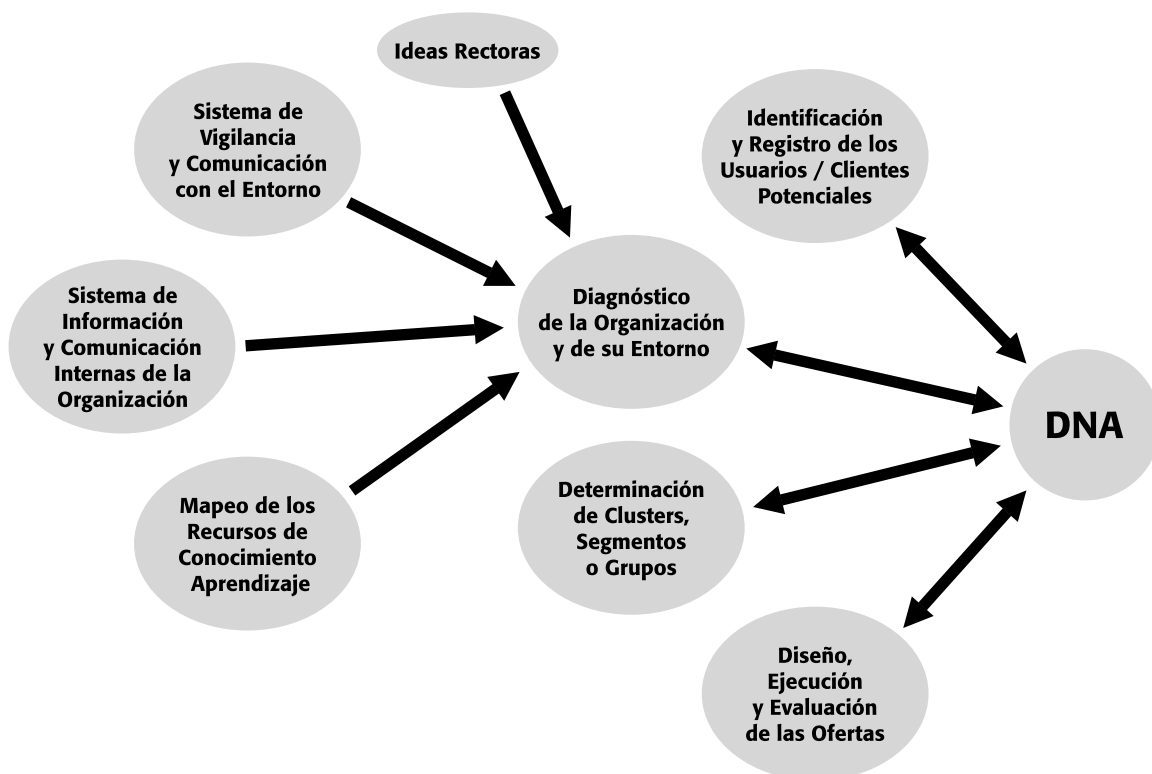 Ideas Rectoras
Sistema de
Vigilancia
y Comunicación
con el Entorno
Identificación
y Registro de los
Usuarios / Clientes
Potenciales
Sistema de
Información
y Comunicación
Internas de la
Organización
Diagnóstico
de la Organización
y de su Entorno
DNA
Mapeo de los
Recursos de
Conocimiento
Aprendizaje
Determinación
de Clusters,
Segmentos
o Grupos
Diseño,
Ejecución
y Evaluación
de las Ofertas